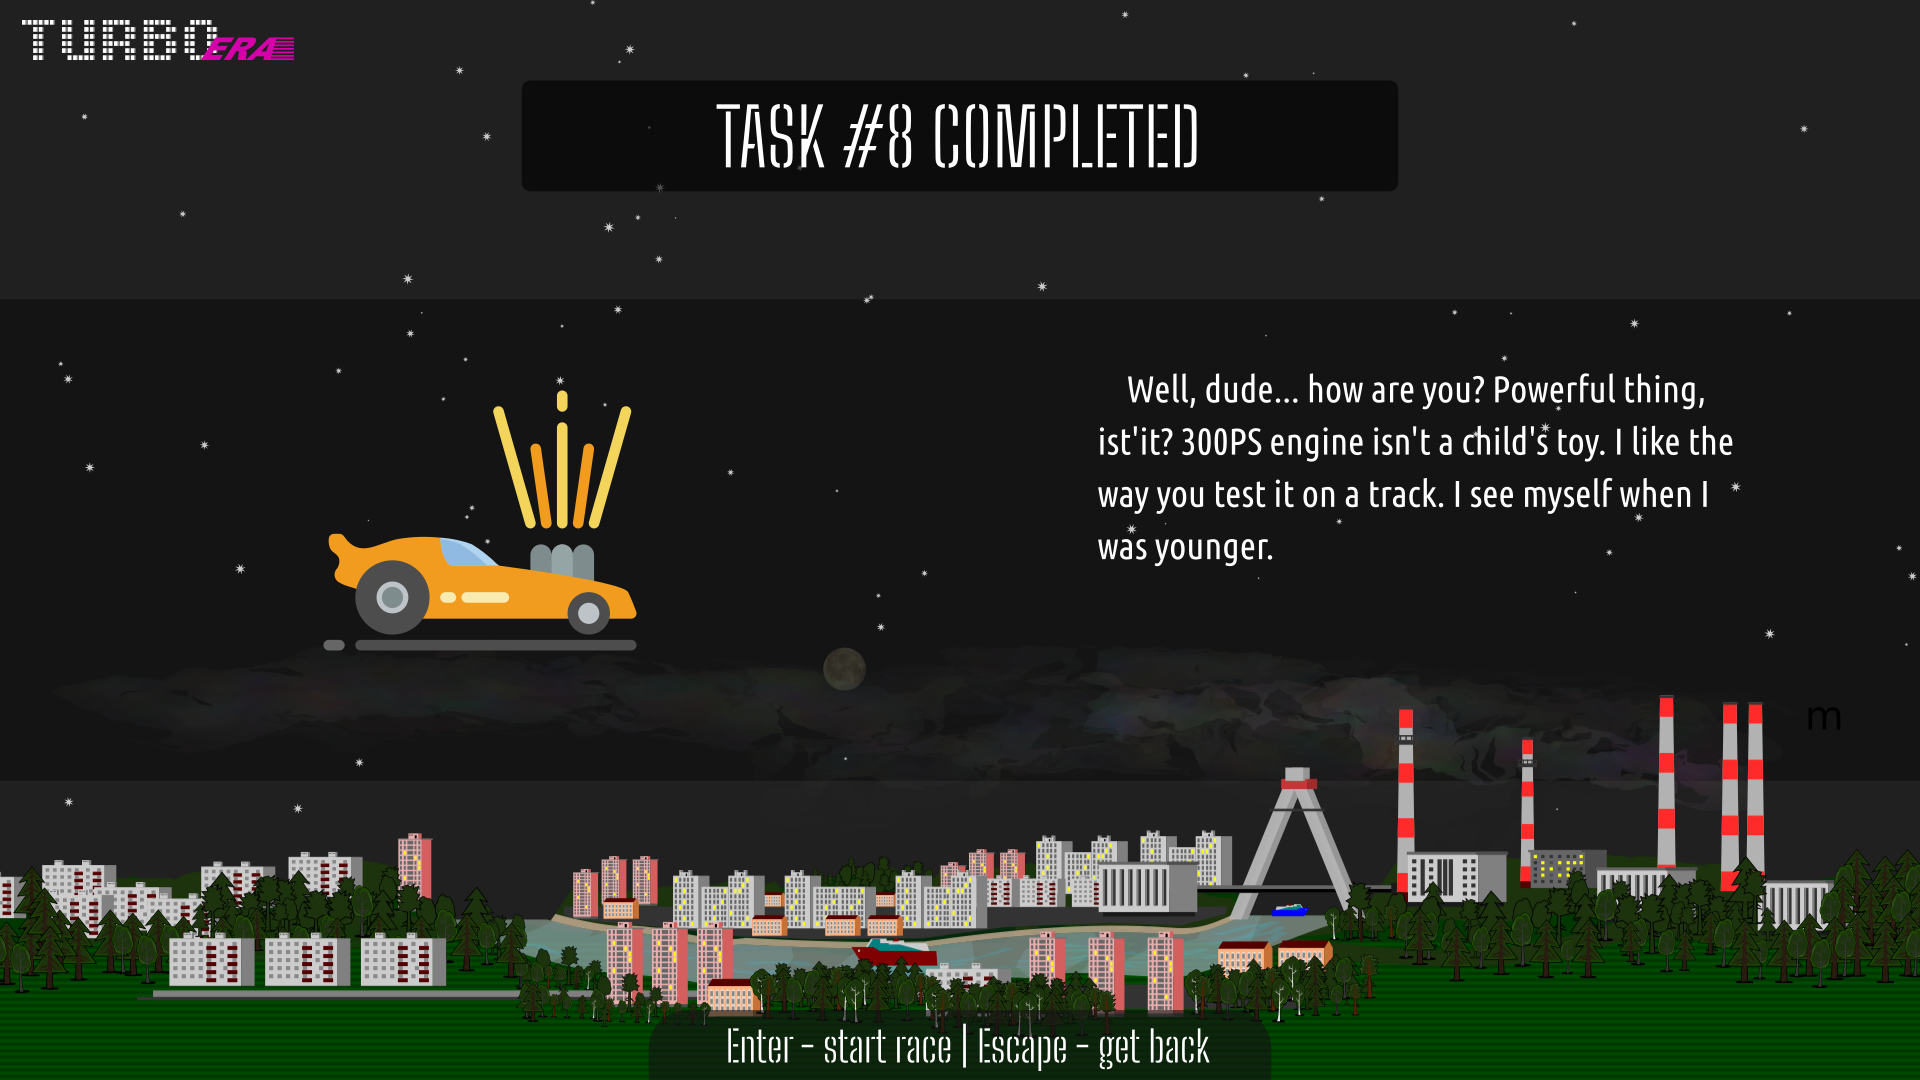 TURBO ERA
TASK #8 COMPLETED
Well, dude... how are you? Powerful thing,
ist'it? 300PS engine isn't a child's toy. I like the
way you test it on a track. I see myself when I
was younger.
m
Enter - start race | Escape - get back